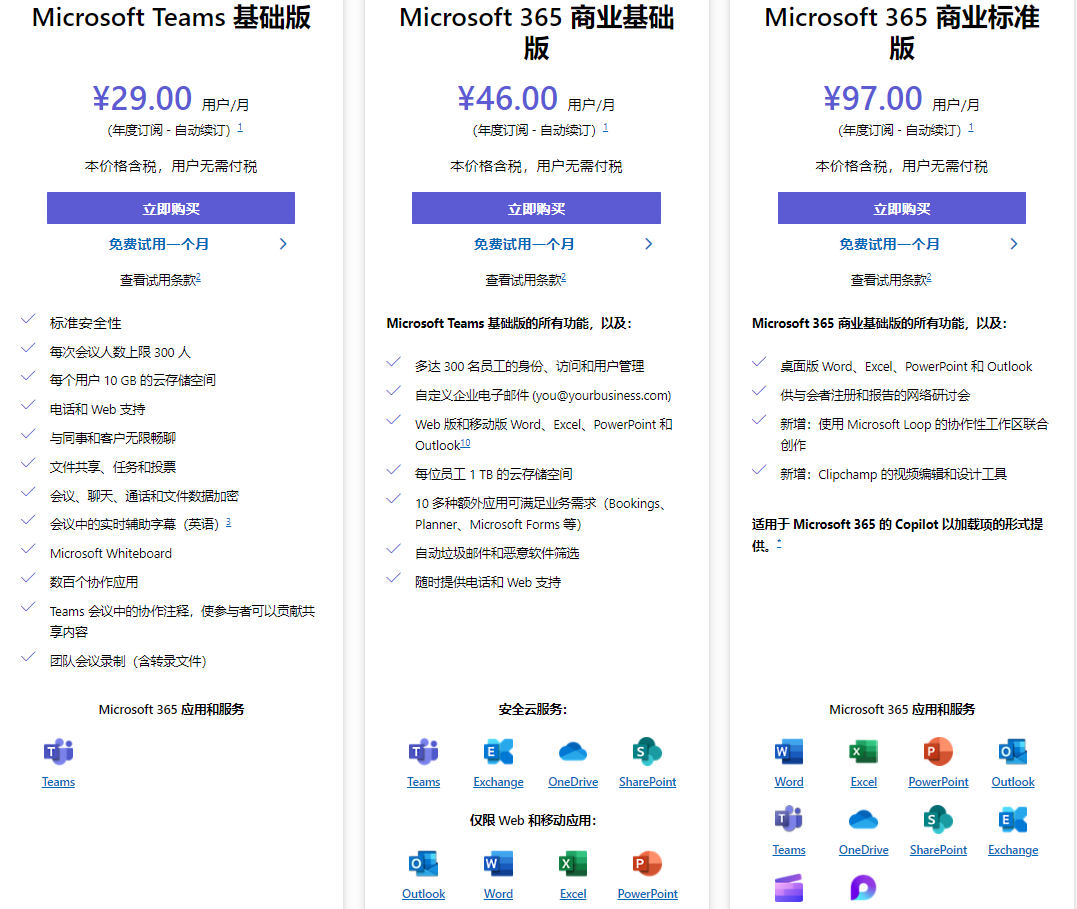 Microsoft Teams 基础版
¥29.00 用户/月
（年度订阅 - 自动续订）1
本价格含税，用户无需付税
立即购买
免费试用一个月
查看试用条款2
标准安全性
每次会议人数上限 300 人
每个用户 10 GB 的云存储空间
电话和 Web 支持
与同事和客户无限畅聊
文件共享、任务和投票
会议、聊天、通话和文件数据加密
会议中的实时辅助字幕（英语）3
Microsoft Whiteboard
数百个协作应用
Teams 会议中的协作注释，使参与者可以贡献共
享内容
团队会议录制（含转录文件）
Microsoft 365 应用和服务
Teams
Microsoft 365 商业基础
版
¥46.00 用户/月
（年度订阅 - 自动续订）1
本价格含税，用户无需付税
立即购买
免费试用一个月
查看试用条款2
Microsoft Teams 基础版的所有功能，以及：
多达 300 名员工的身份、访问和用户管理
自定义企业电子邮件 (you@yourbusiness.com)
Web 版和移动版 Word、Excel、PowerPoint 和
Outlook10
每位员工 1 TB 的云存储空间
10 多种额外应用可满足业务需求（Bookings、
Planner、Microsoft Forms 等）
自动垃圾邮件和恶意软件筛选
随时提供电话和 Web 支持
安全云服务：
Teams Exchange OneDrive SharePoint
仅限 Web 和移动应用：
Outlook Word Excel PowerPoint
Microsoft 365 商业标准
版
¥97.00 用户/月
（年度订阅 - 自动续订）1
本价格含税，用户无需付税
立即购买
免费试用一个月
查看试用条款2
Microsoft 365 商业基础版的所有功能，以及：
桌面版 Word、Excel、PowerPoint 和 Outlook
供与会者注册和报告的网络研讨会
新增：使用 Microsoft Loop 的协作性工作区联合
创作
新增：Clipchamp 的视频编辑和设计工具
适用于 Microsoft 365 的 Copilot 以加载项的形式提
供。*
Microsoft 365 应用和服务
Word Excel PowerPoint Outlook
Teams OneDrive SharePoint Exchange